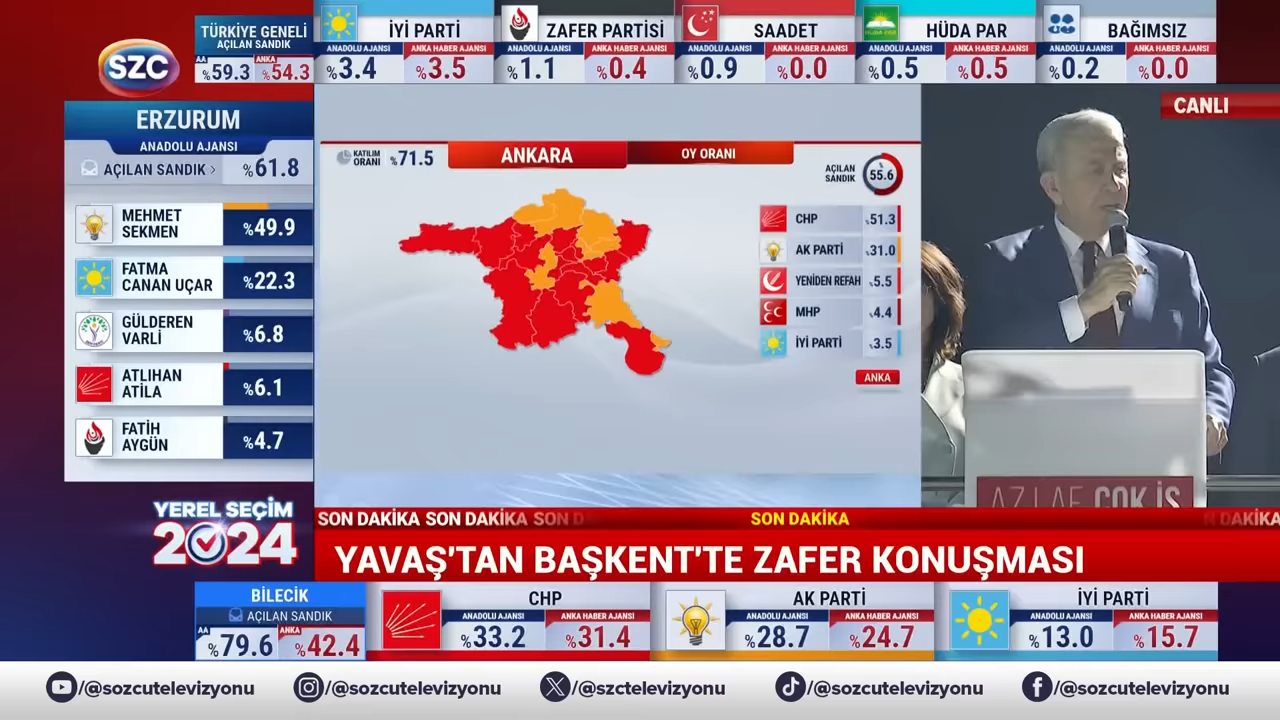 SZC
TÜRKİYE GENELİ
AÇILAN SANDIK
AA %59.3 ANKA %54.3
İYİ PARTİ
ANADOLU AJANSI ANKA HABER AJANSI
%3.4 %3.5
ZAFER PARTİSİ
ANADOLU AJANSI ANKA HABER AJANSI
%1.1 %0.4
SAADET
ANADOLU AJANSI ANKA HABER AJANSI
%0.9 %0.0
HÜDA PAR
ANADOLU AJANSI ANKA HABER AJANSI
%0.5 %0.5
BAĞIMSIZ
ANADOLU AJANSI ANKA HABER AJANSI
%0.2 %0.0
ERZURUM
ANADOLU AJANSI
AÇILAN SANDIK > %61.8
MEHMET
SEKMEN
%49.9
FATMA
CANAN UÇAR
%22.3
GÜLDEREN
VARLİ
%6.8
ATLIHAN
ATİLA
%6.1
FATİH
AYGÜN
%4.7
YEREL SEÇİM
2024
KATILIM
ORANI
%71.5
ANKARA
OY ORANI
AÇILAN
SANDIK
%
55.6
CHP %51.3
AK PARTİ %31.0
YENİDEN REFAH %5.5
MHP %4.4
İYİ PARTİ %3.5
ANKA
CANLI
AZ LAF ÇOK İŞ
SON DAKİKA SON DAKİKA SON D
SON DAKİKA
N DAKİKA
YAVAŞ'TAN BAŞKENT'TE ZAFER KONUŞMASI
BİLECİK
AÇILAN SANDIK
AA %79.6 ANKA %42.4
CHP
ANADOLU AJANSI ANKA HABER AJANSI
%33.2 %31.4
AK PARTİ
ANADOLU AJANSI ANKA HABER AJANSI
%28.7 %24.7
İYİ PARTİ
ANADOLU AJANSI ANKA HABER AJANSI
%13.0 %15.7
/@sozcutelevizyonu
/@sozcutelevizyonu
/@szctelevizyonu
/@sozcutelevizyonu
/@sozcutelevizyonu